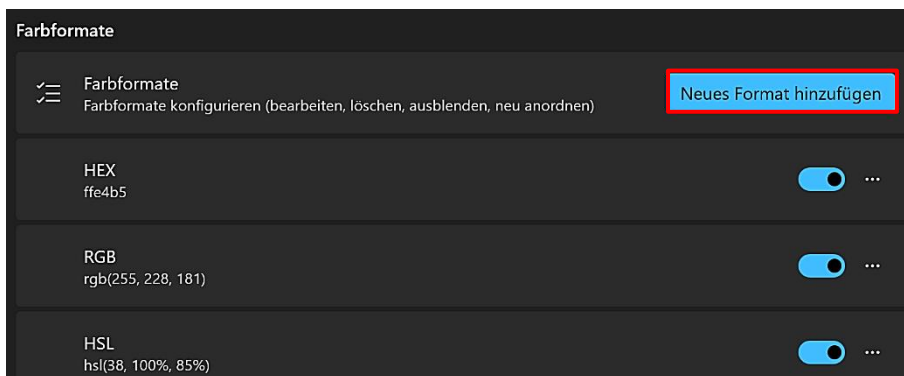 Farbformate
Farbformate
Farbformate konfigurieren (bearbeiten, löschen, ausblenden, neu anordnen)
Neues Format hinzufügen
HEX
ffe4b5
RGB
rgb(255, 228, 181)
HSL
hsl(38, 100%, 85%)